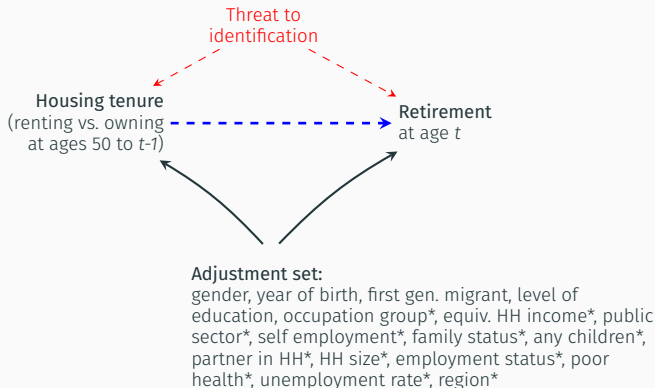 Threat to
identification
Housing tenure
(renting vs. owning
at ages 50 to t-1)
Retirement
at age t
Adjustment set:
gender, year of birth, first gen. migrant, level of
education, occupation group*, equiv. HH income*, public
sector*, self employment*, family status*, any children*,
partner in HH*, HH size*, employment status*, poor
health*, unemployment rate*, region*